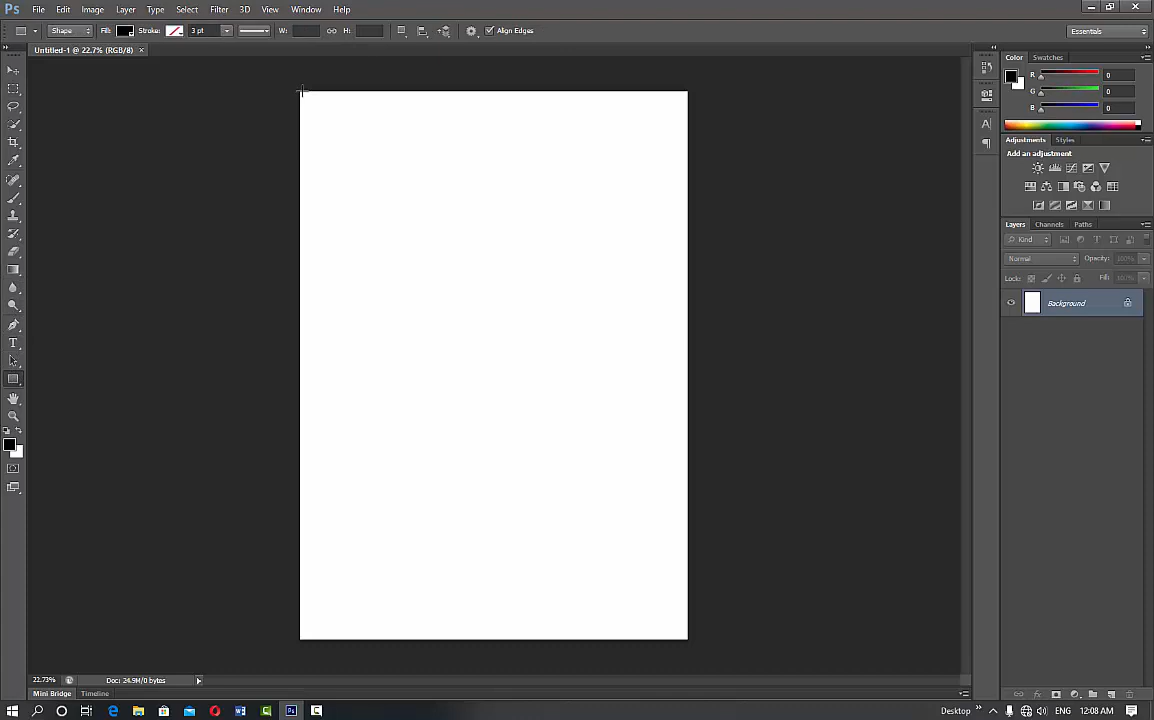 Ps File Edit Image Layer Type Select Filter 3D View Window Help
Shape Fill: Stroke: 3 pt W: H: Align Edges Essentials
Untitled-1 @ 22.7% (RGB/8) ×
Color Swatches
R 0
G 0
B 0
Adjustments Styles
Add an adjustment
Layers Channels Paths
Kind
Normal Opacity: 100%
Lock: Fill: 100%
Background
22.73% Doc: 24.9M/0 bytes
Mini Bridge Timeline
Desktop ENG 12:08 AM